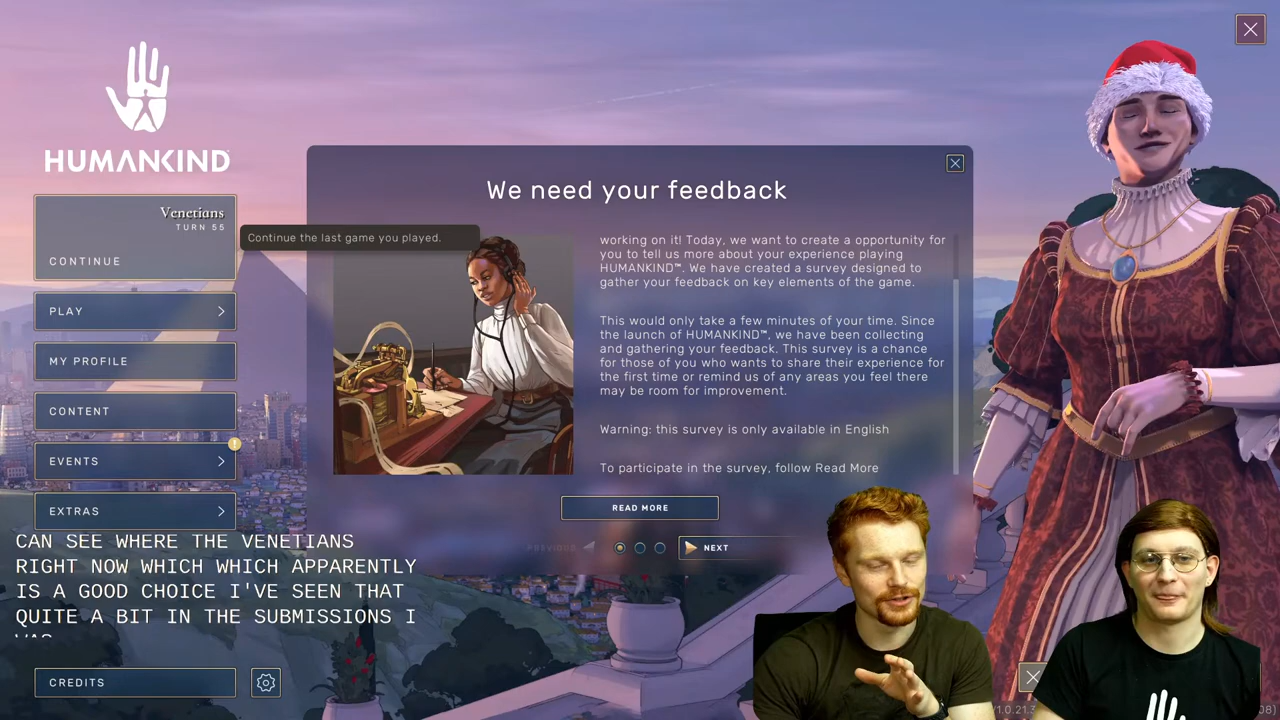 HUMANKIND
Venetians
TURN 55
CONTINUE
Continue the last game you played.
PLAY
MY PROFILE
CONTENT
EVENTS
!
EXTRAS
CAN SEE WHERE THE VENETIANS
RIGHT NOW WHICH WHICH APPARENTLY
IS A GOOD CHOICE I'VE SEEN THAT
QUITE A BIT IN THE SUBMISSIONS I
WAS
CREDITS
We need your feedback
working on it! Today, we want to create a opportunity for
you to tell us more about your experience playing
HUMANKIND™. We have created a survey designed to
gather your feedback on key elements of the game.
This would only take a few minutes of your time. Since
the launch of HUMANKIND™, we have been collecting
and gathering your feedback. This survey is a chance
for those of you who wants to share their experience for
the first time or remind us of any areas you feel there
may be room for improvement.
Warning: this survey is only available in English
To participate in the survey, follow Read More
READ MORE
PREVIOUS
NEXT